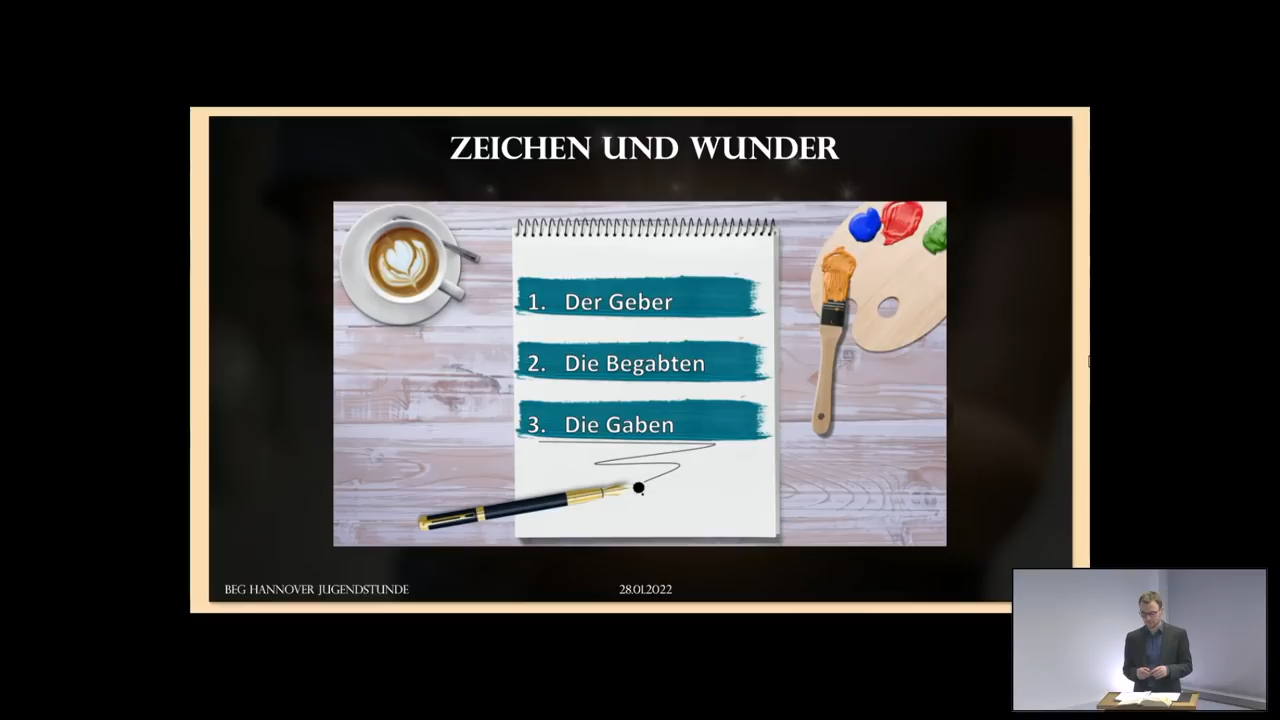 ZEICHEN UND WUNDER
1. Der Geber
2. Die Begabten
3. Die Gaben
BEG HANNOVER JUGENDSTUNDE
28.01.2022